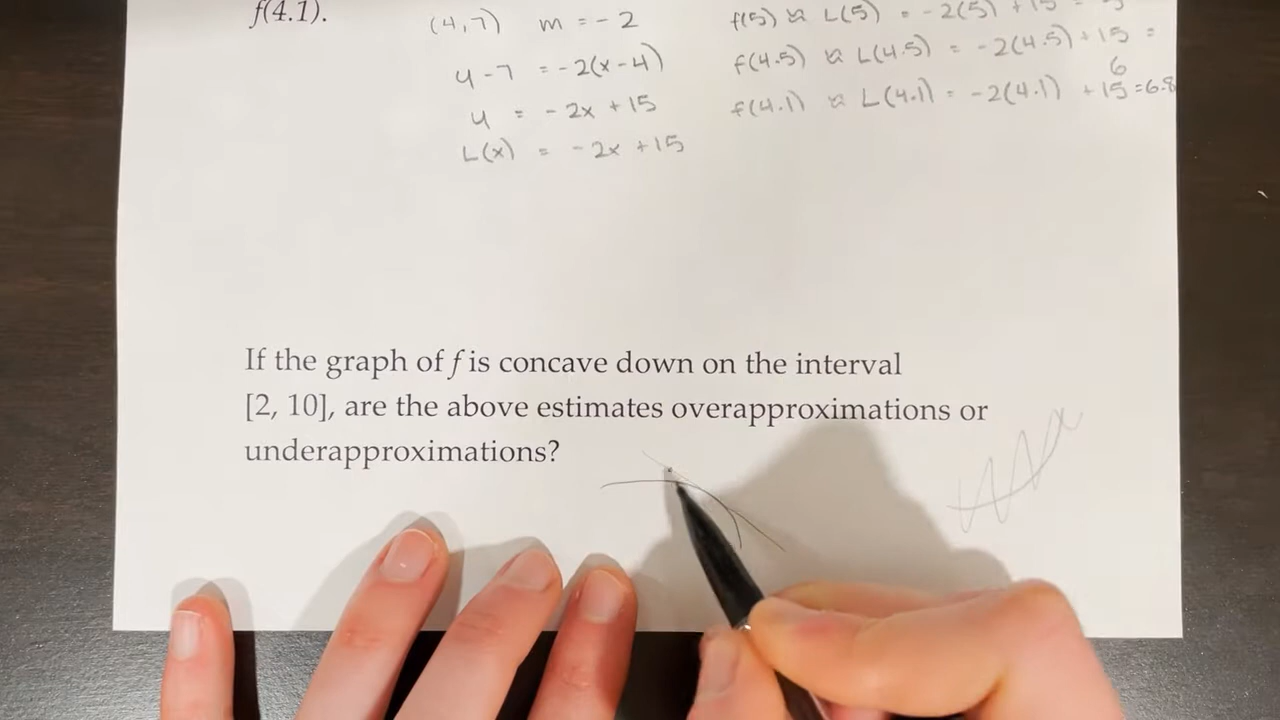 f(4.1).
(4,7) m = -2
y - 7 = -2(x-4)
y = -2x + 15
L(x) = -2x + 15
f(5) ≈ L(5) = -2(5) + 15 =
f(4.5) ≈ L(4.5) = -2(4.5) + 15 =
6
f(4.1) ≈ L(4.1) = -2(4.1) + 15 = 6.8
If the graph of f is concave down on the interval
[2, 10], are the above estimates overapproximations or
underapproximations?